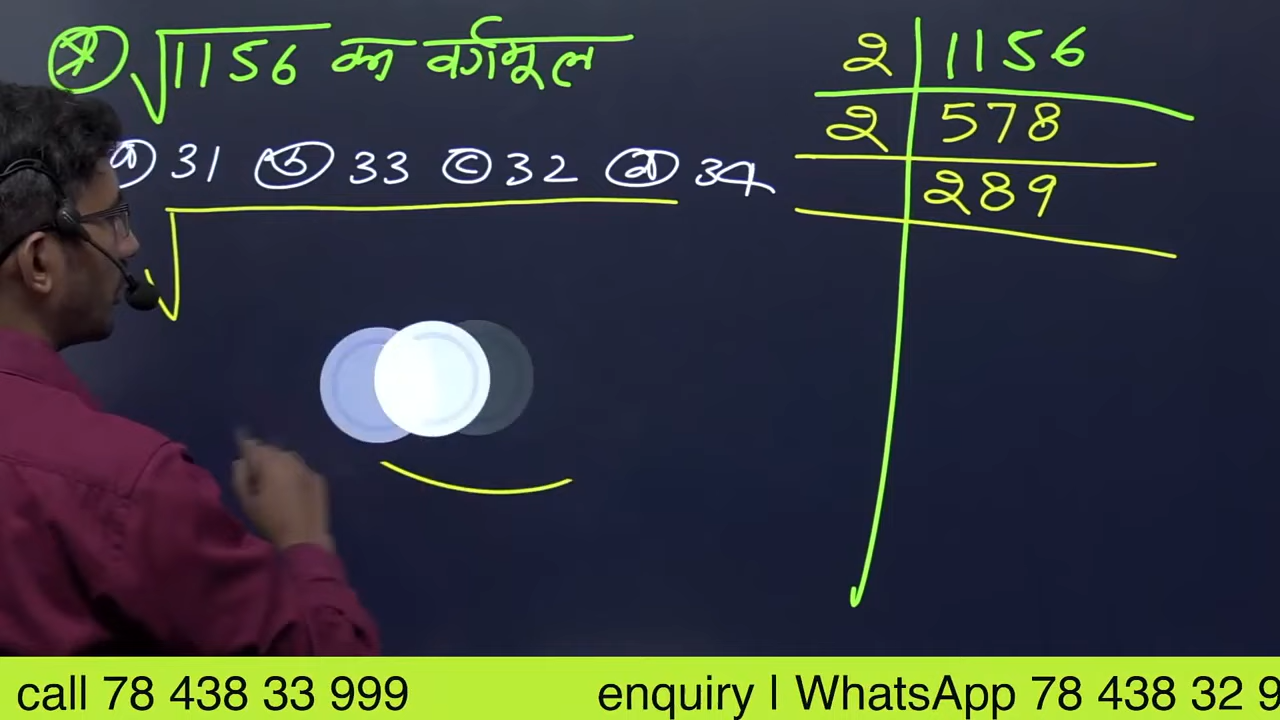 √1156 का वर्गमूल
31 ⓑ 33 ⓒ 32 ⓓ 34
√
2 | 1156
2 | 578
289
call 78 438 33 999 enquiry I WhatsApp 78 438 32 9